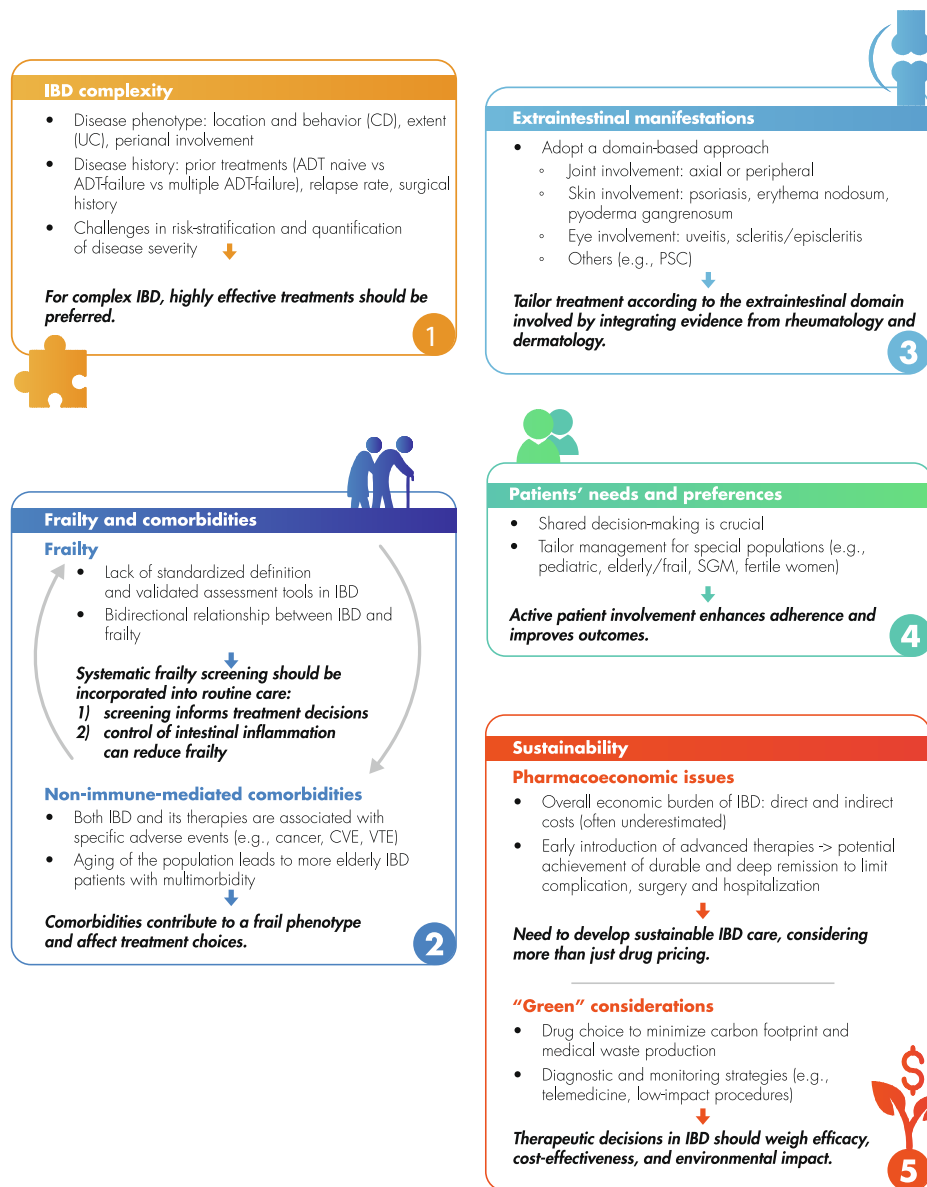 IBD complexity
• Disease phenotype: location and behavior (CD), extent
(UC), perianal involvement
• Disease history: prior treatments (ADT naive vs
ADT-failure vs multiple ADT-failure), relapse rate, surgical
history
• Challenges in risk-stratification and quantification
of disease severity
For complex IBD, highly effective treatments should be
preferred.
1
Frailty and comorbidities
Frailty
• Lack of standardized definition
and validated assessment tools in IBD
• Bidirectional relationship between IBD and
frailty
Systematic frailty screening should be
incorporated into routine care:
1) screening informs treatment decisions
2) control of intestinal inflammation
can reduce frailty
Non-immune-mediated comorbidities
• Both IBD and its therapies are associated with
specific adverse events (e.g., cancer, CVE, VTE)
• Aging of the population leads to more elderly IBD
patients with multimorbidity
Comorbidities contribute to a frail phenotype
and affect treatment choices.
2
Extraintestinal manifestations
• Adopt a domain-based approach
◦ Joint involvement: axial or peripheral
◦ Skin involvement: psoriasis, erythema nodosum,
pyoderma gangrenosum
◦ Eye involvement: uveitis, scleritis/episcleritis
◦ Others (e.g., PSC)
Tailor treatment according to the extraintestinal domain
involved by integrating evidence from rheumatology and
dermatology.
3
Patients’ needs and preferences
• Shared decision-making is crucial
• Tailor management for special populations (e.g.,
pediatric, elderly/frail, SGM, fertile women)
Active patient involvement enhances adherence and
improves outcomes.
4
Sustainability
Pharmacoeconomic issues
• Overall economic burden of IBD: direct and indirect
costs (often underestimated)
• Early introduction of advanced therapies -> potential
achievement of durable and deep remission to limit
complication, surgery and hospitalization
Need to develop sustainable IBD care, considering
more than just drug pricing.
“Green” considerations
• Drug choice to minimize carbon footprint and
medical waste production
• Diagnostic and monitoring strategies (e.g.,
telemedicine, low-impact procedures)
Therapeutic decisions in IBD should weigh efficacy,
cost-effectiveness, and environmental impact.
$
5